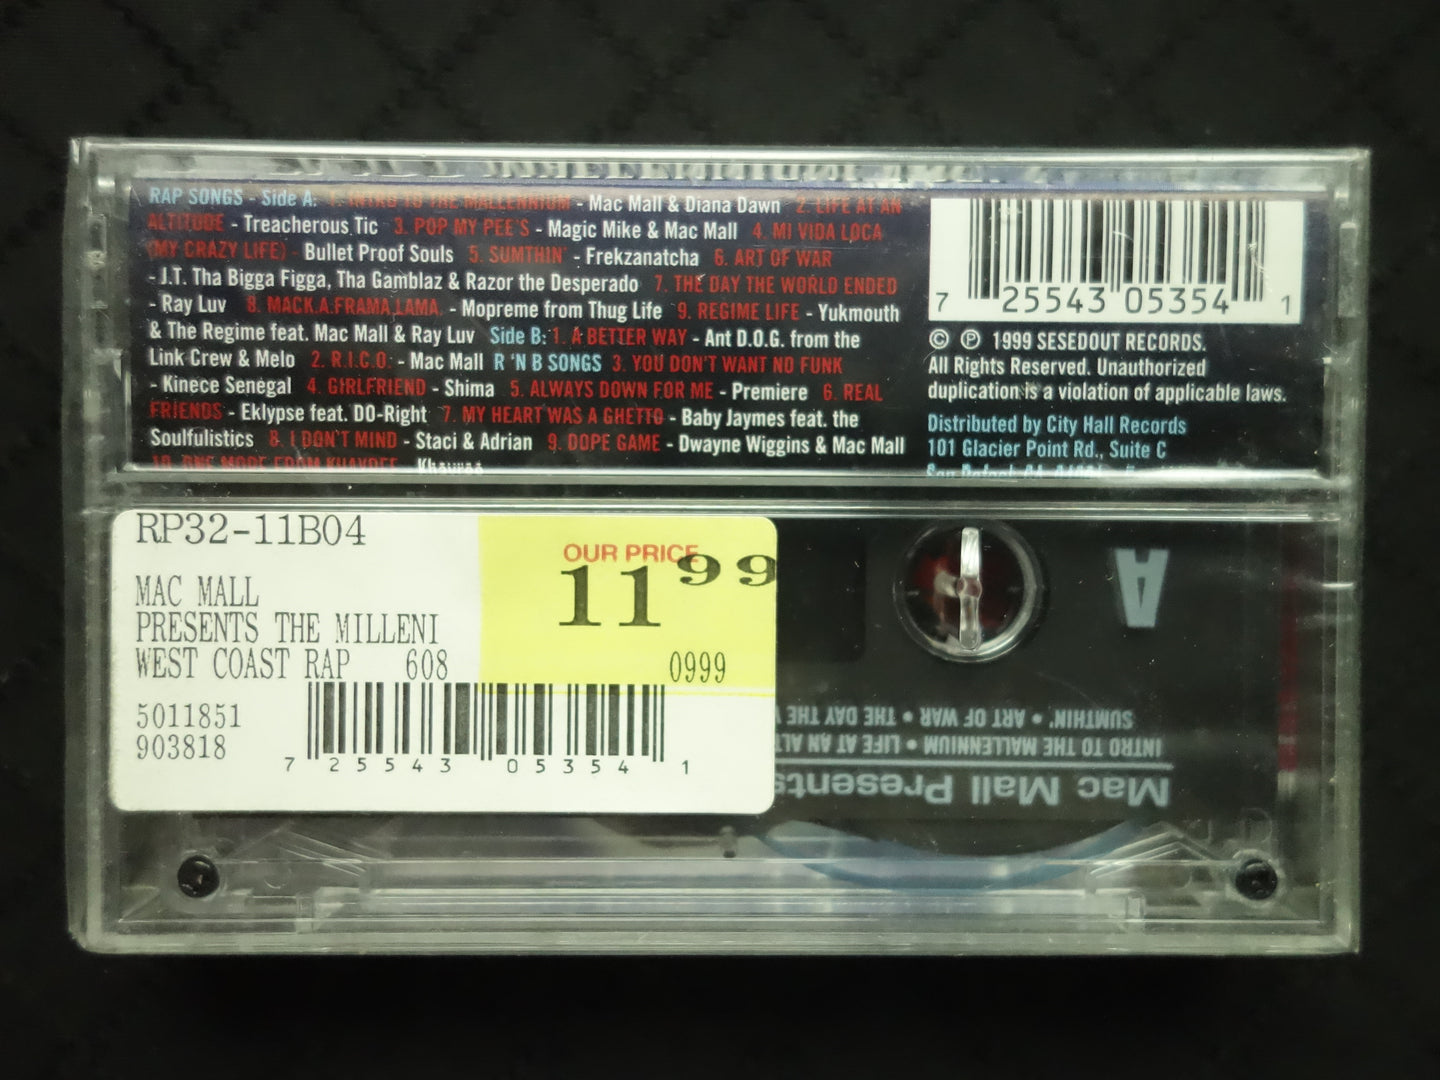 RAP SONGS - Side A: 1. INTRO TO THE MALLENNIUM - Mac Mall & Diana Dawn 2. LIFE AT AN
ALTITUDE - Treacherous Tic 3. POP MY PEE'S - Magic Mike & Mac Mall 4. MI VIDA LOCA
(MY CRAZY LIFE) - Bullet Proof Souls 5. SUMTHIN' - Frekzanatcha 6. ART OF WAR
- J.T. Tha Bigga Figga, Tha Gamblaz & Razor the Desperado 7. THE DAY THE WORLD ENDED
- Ray Luv 8. MACK.A.FRAMA.LAMA. - Mopreme from Thug Life 9. REGIME LIFE - Yukmouth
& The Regime feat. Mac Mall & Ray Luv Side B: 1. A BETTER WAY - Ant D.O.G. from the
Link Crew & Melo 2. R.I.C.O. - Mac Mall R 'N B SONGS 3. YOU DON'T WANT NO FUNK
- Kinece Senegal 4. GIRLFRIEND - Shima 5. ALWAYS DOWN FOR ME - Premiere 6. REAL
FRIENDS - Eklypse feat. DO-Right 7. MY HEART WAS A GHETTO - Baby Jaymes feat. the
Soulfulistics 8. I DON'T MIND - Staci & Adrian 9. DOPE GAME - Dwayne Wiggins & Mac Mall
10. ONE MORE FROM KHAYREE - Khayree
7 25543 05354 1
© ℗ 1999 SESEDOUT RECORDS.
All Rights Reserved. Unauthorized
duplication is a violation of applicable laws.
Distributed by City Hall Records
101 Glacier Point Rd., Suite C
San Rafael, CA
RP32-11B04
OUR PRICE
11 99
MAC MALL
PRESENTS THE MILLENI
WEST COAST RAP 608
0999
5011851
903818
7 25543 05354 1
A
Mac Mall Presents
INTRO TO THE MALLENNIUM • LIFE AT AN AL
SUMTHIN' • ART OF WAR • THE DAY THE